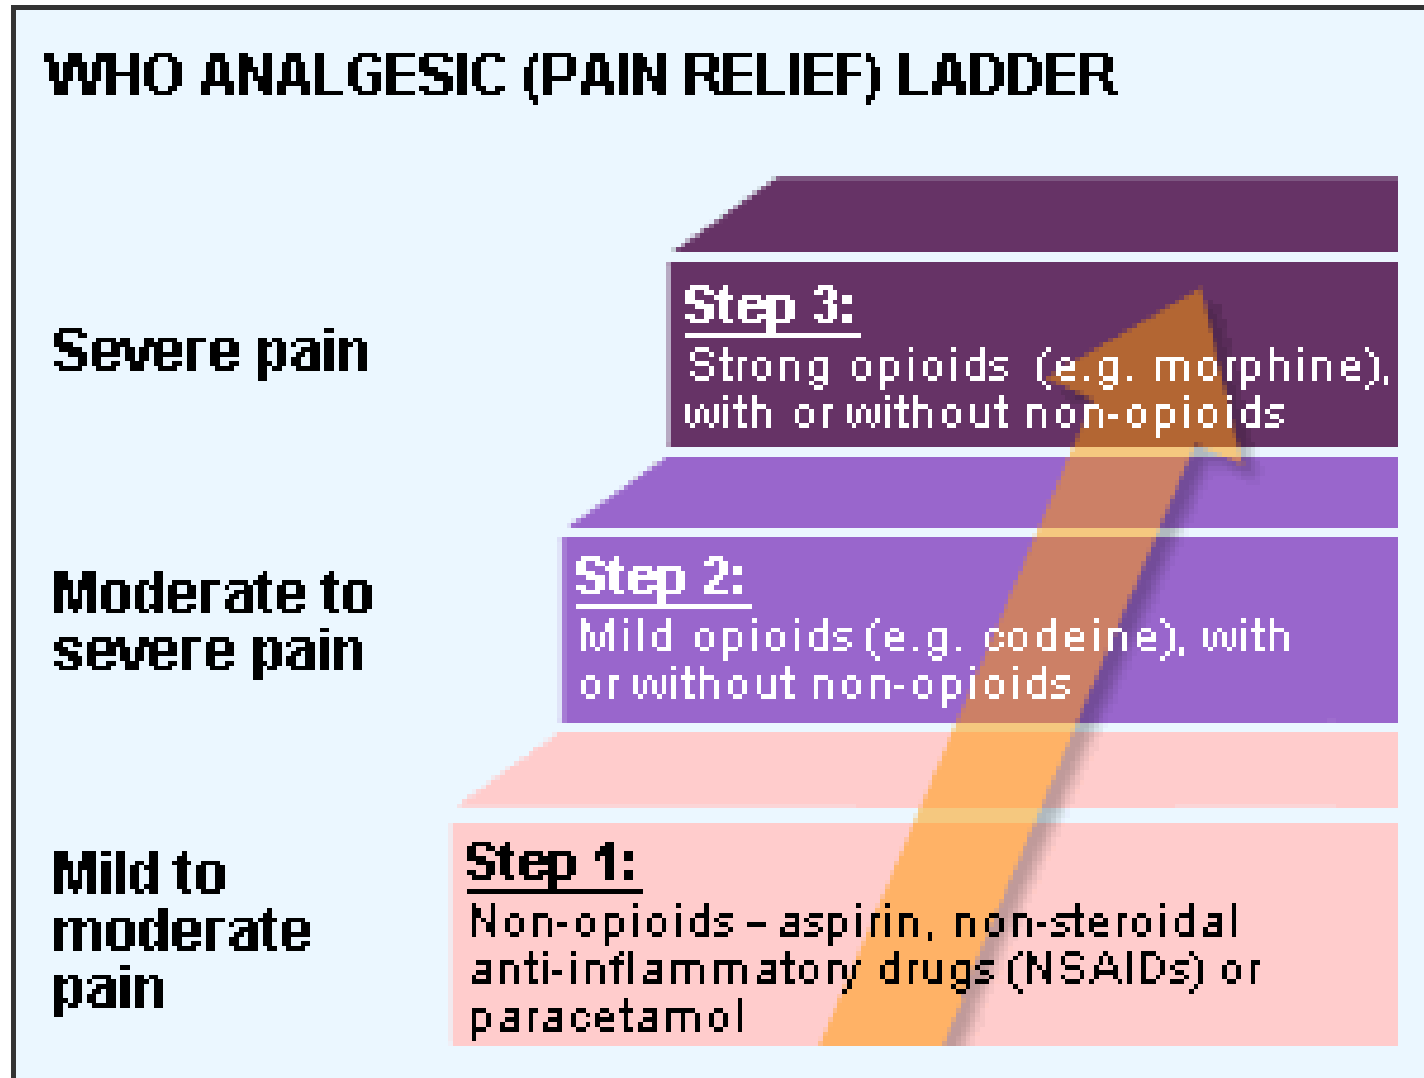 WHO ANALGESIC (PAIN RELIEF) LADDER
Severe pain
Step 3:
Strong opioids (e.g. morphine),
with or without non-opioids
Moderate to
severe pain
Step 2:
Mild opioids (e.g. codeine), with
or without non-opioids
Mild to
moderate
pain
Step 1:
Non-opioids – aspirin, non-steroidal
anti-inflammatory drugs (NSAIDs) or
paracetamol